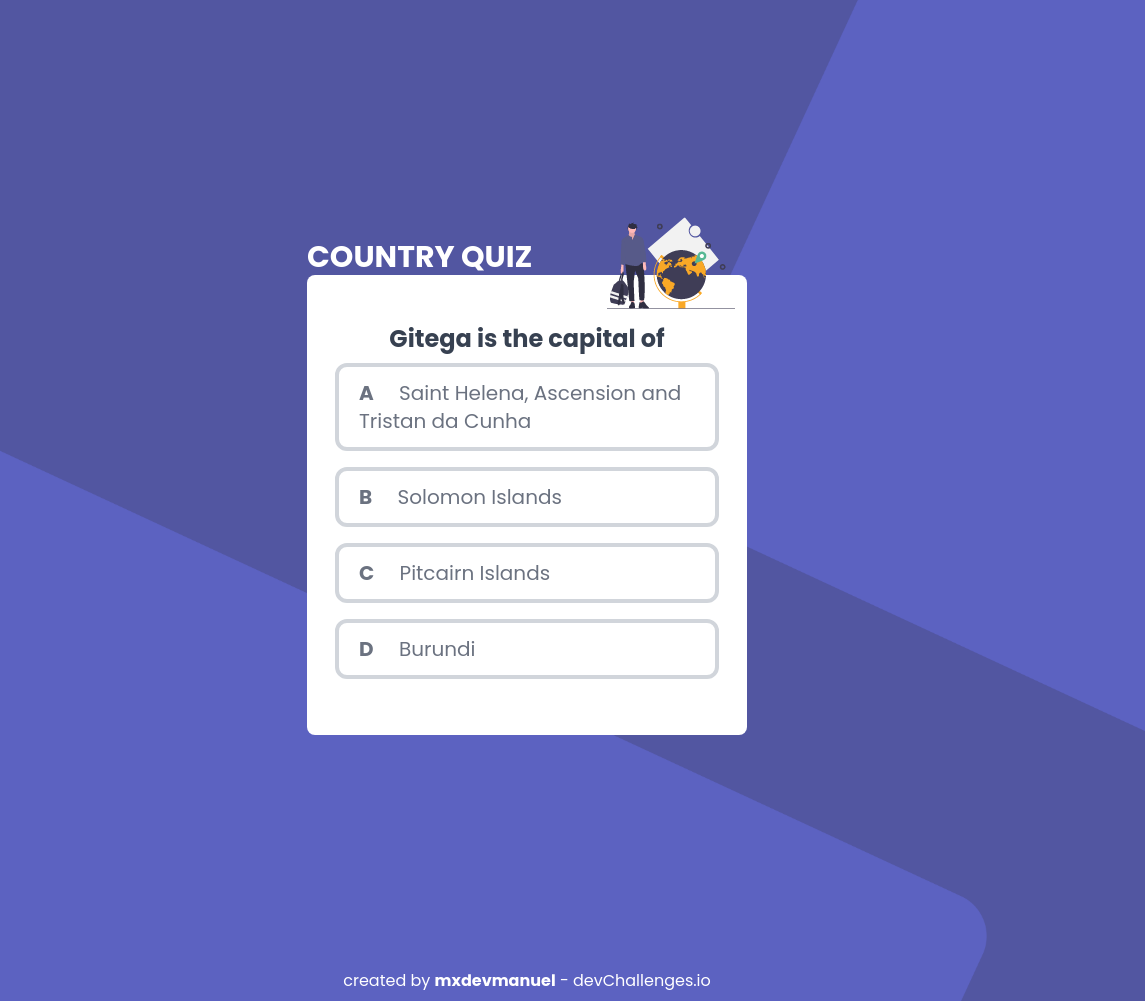 COUNTRY QUIZ
Gitega is the capital of
A Saint Helena, Ascension and
Tristan da Cunha
B Solomon Islands
C Pitcairn Islands
D Burundi
created by mxdevmanuel - devChallenges.io